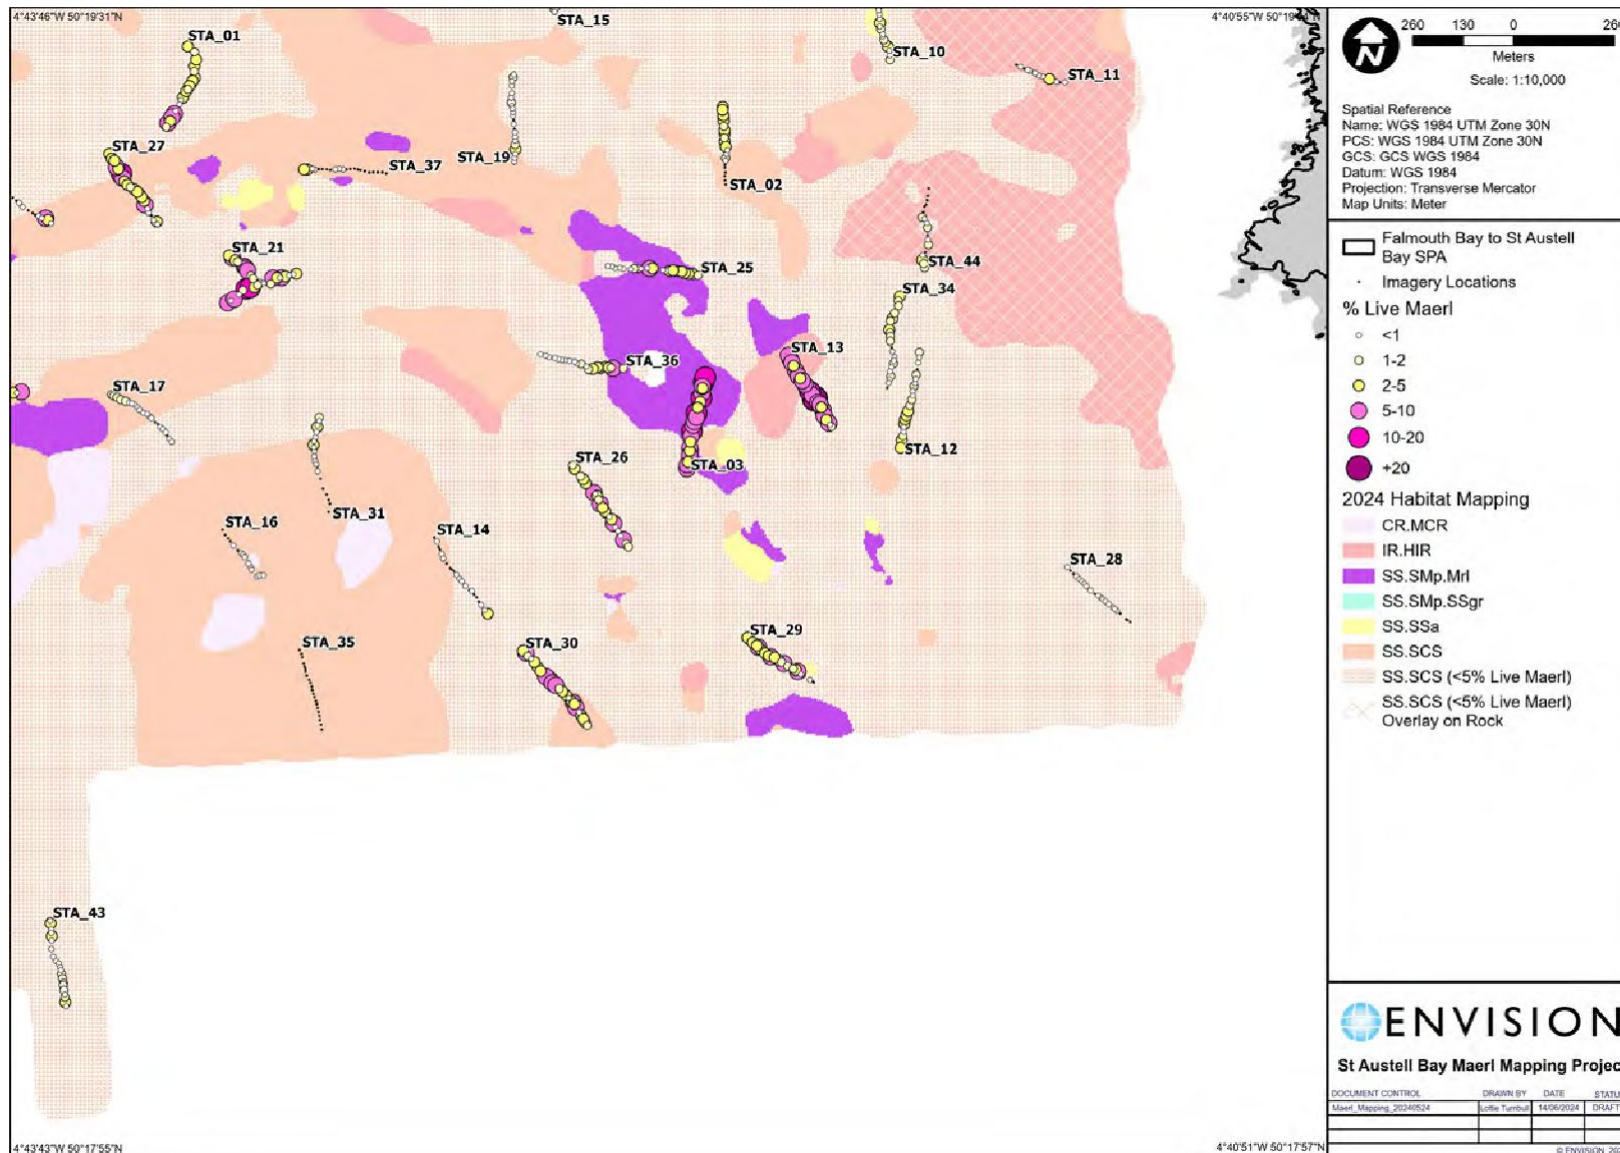 4°43'46"W 50°19'31"N
STA_15
STA_01
STA_10
STA_11
STA_27
STA_19
STA_37
STA_02
STA_21
STA_25
STA_44
STA_34
STA_36
STA_13
STA_17
STA_26
STA_03
STA_12
STA_16
STA_31
STA_14
STA_28
STA_35
STA_30
STA_29
STA_43
4°43'43"W 50°17'55"N
4°40'51"W 50°17'57"N
N
260 130 0
Meters
Scale: 1:10,000
Spatial Reference
Name: WGS 1984 UTM Zone 30N
PCS: WGS 1984 UTM Zone 30N
GCS: GCS WGS 1984
Datum: WGS 1984
Projection: Transverse Mercator
Map Units: Meter
Falmouth Bay to St Austell
Bay SPA
Imagery Locations
% Live Maerl
<1
1-2
2-5
5-10
10-20
+20
2024 Habitat Mapping
CR.MCR
IR.HIR
SS.SMp.Mrl
SS.SMp.SSgr
SS.SSa
SS.SCS
SS.SCS (<5% Live Maerl)
SS.SCS (<5% Live Maerl)
Overlay on Rock
ENVISION
St Austell Bay Maerl Mapping Projec
DOCUMENT CONTROL DRAWN BY DATE STATU
Maerl_Mapping_20240524 Lottie Turnbull 14/06/2024 DRAFT
© ENVISION, 202